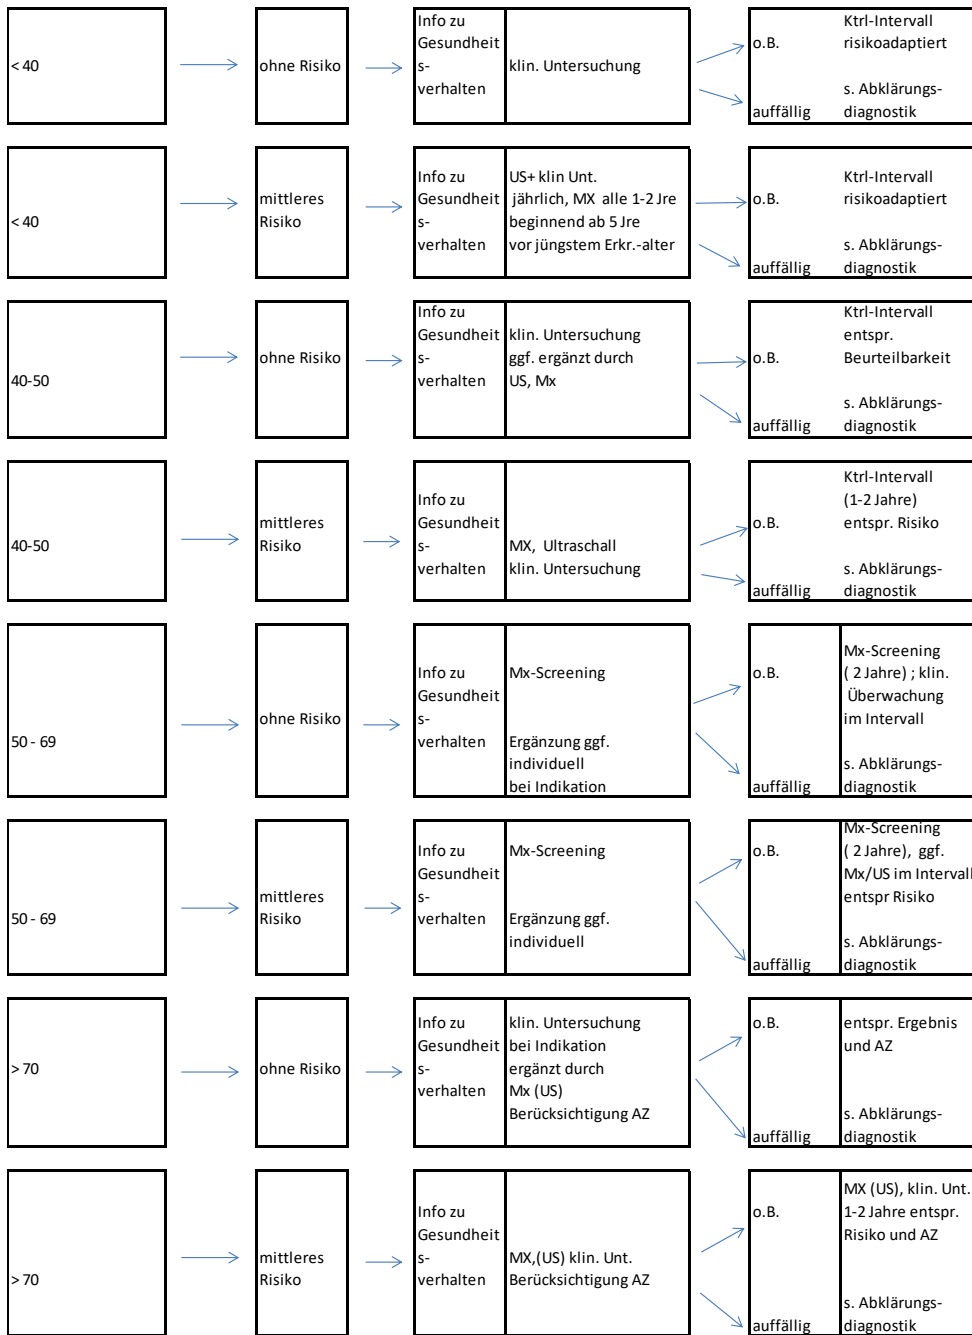 < 40
ohne Risiko
Info zu
Gesundheit
s-
verhalten
klin. Untersuchung
o.B.
Ktrl-Intervall
risikoadaptiert
auffällig
s. Abklärungs-
diagnostik
< 40
mittleres
Risiko
Info zu
Gesundheit
s-
verhalten
US+ klin Unt.
jährlich, MX alle 1-2 Jre
beginnend ab 5 Jre
vor jüngstem Erkr.-alter
o.B.
Ktrl-Intervall
risikoadaptiert
auffällig
s. Abklärungs-
diagnostik
40-50
ohne Risiko
Info zu
Gesundheit
s-
verhalten
klin. Untersuchung
ggf. ergänzt durch
US, Mx
o.B.
Ktrl-Intervall
entspr.
Beurteilbarkeit
auffällig
s. Abklärungs-
diagnostik
40-50
mittleres
Risiko
Info zu
Gesundheit
s-
verhalten
MX, Ultraschall
klin. Untersuchung
o.B.
Ktrl-Intervall
(1-2 Jahre)
entspr. Risiko
auffällig
s. Abklärungs-
diagnostik
50 - 69
ohne Risiko
Info zu
Gesundheit
s-
verhalten
Mx-Screening
Ergänzung ggf.
individuell
bei Indikation
o.B.
Mx-Screening
( 2 Jahre) ; klin.
Überwachung
im Intervall
auffällig
s. Abklärungs-
diagnostik
50 - 69
mittleres
Risiko
Info zu
Gesundheit
s-
verhalten
Mx-Screening
Ergänzung ggf.
individuell
o.B.
Mx-Screening
( 2 Jahre), ggf.
Mx/US im Intervall
entspr Risiko
auffällig
s. Abklärungs-
diagnostik
> 70
ohne Risiko
Info zu
Gesundheit
s-
verhalten
klin. Untersuchung
bei Indikation
ergänzt durch
Mx (US)
Berücksichtigung AZ
o.B.
entspr. Ergebnis
und AZ
auffällig
s. Abklärungs-
diagnostik
> 70
mittleres
Risiko
Info zu
Gesundheit
s-
verhalten
MX,(US) klin. Unt.
Berücksichtigung AZ
o.B.
MX (US), klin. Unt.
1-2 Jahre entspr.
Risiko und AZ
auffällig
s. Abklärungs-
diagnostik